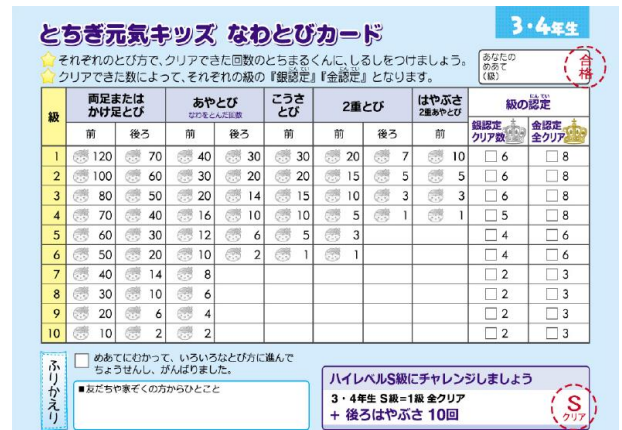 とちぎ元気キッズ なわとびカード
3・4年生
それぞれのとび方で、クリアできた回数のとちまるくんに、しるしをつけましょう。
クリアできた数によって、それぞれの級の『銀認定』『金認定』となります。
あなたの
めあて
(級)
合格
級 両足または かけ足とび あやとび なわをとんだ回数 こうさ とび 2重とび はやぶさ 2重あやとび 級の認定 にんてい
前 後ろ 前 後ろ 前 前 後ろ 前 銀認定 クリア数 金認定 全クリア
1 120 70 40 30 30 20 7 10 6 8
2 100 60 30 20 20 15 5 5 6 8
3 80 50 20 14 15 10 3 3 6 8
4 70 40 16 10 10 5 1 1 5 8
5 60 30 12 6 5 3 4 6
6 50 20 10 2 1 1 4 6
7 40 14 8 2 3
8 30 10 6 2 3
9 20 6 4 2 3
10 10 2 2 2 3
ふりかえり
めあてにむかって、いろいろなとび方に進んで
ちょうせんし、がんばりました。
■友だちや家ぞくの方からひとこと
ハイレベルS級にチャレンジしましょう
3・4年生 S級=1級 全クリア
+ 後ろはやぶさ 10回
S
クリア